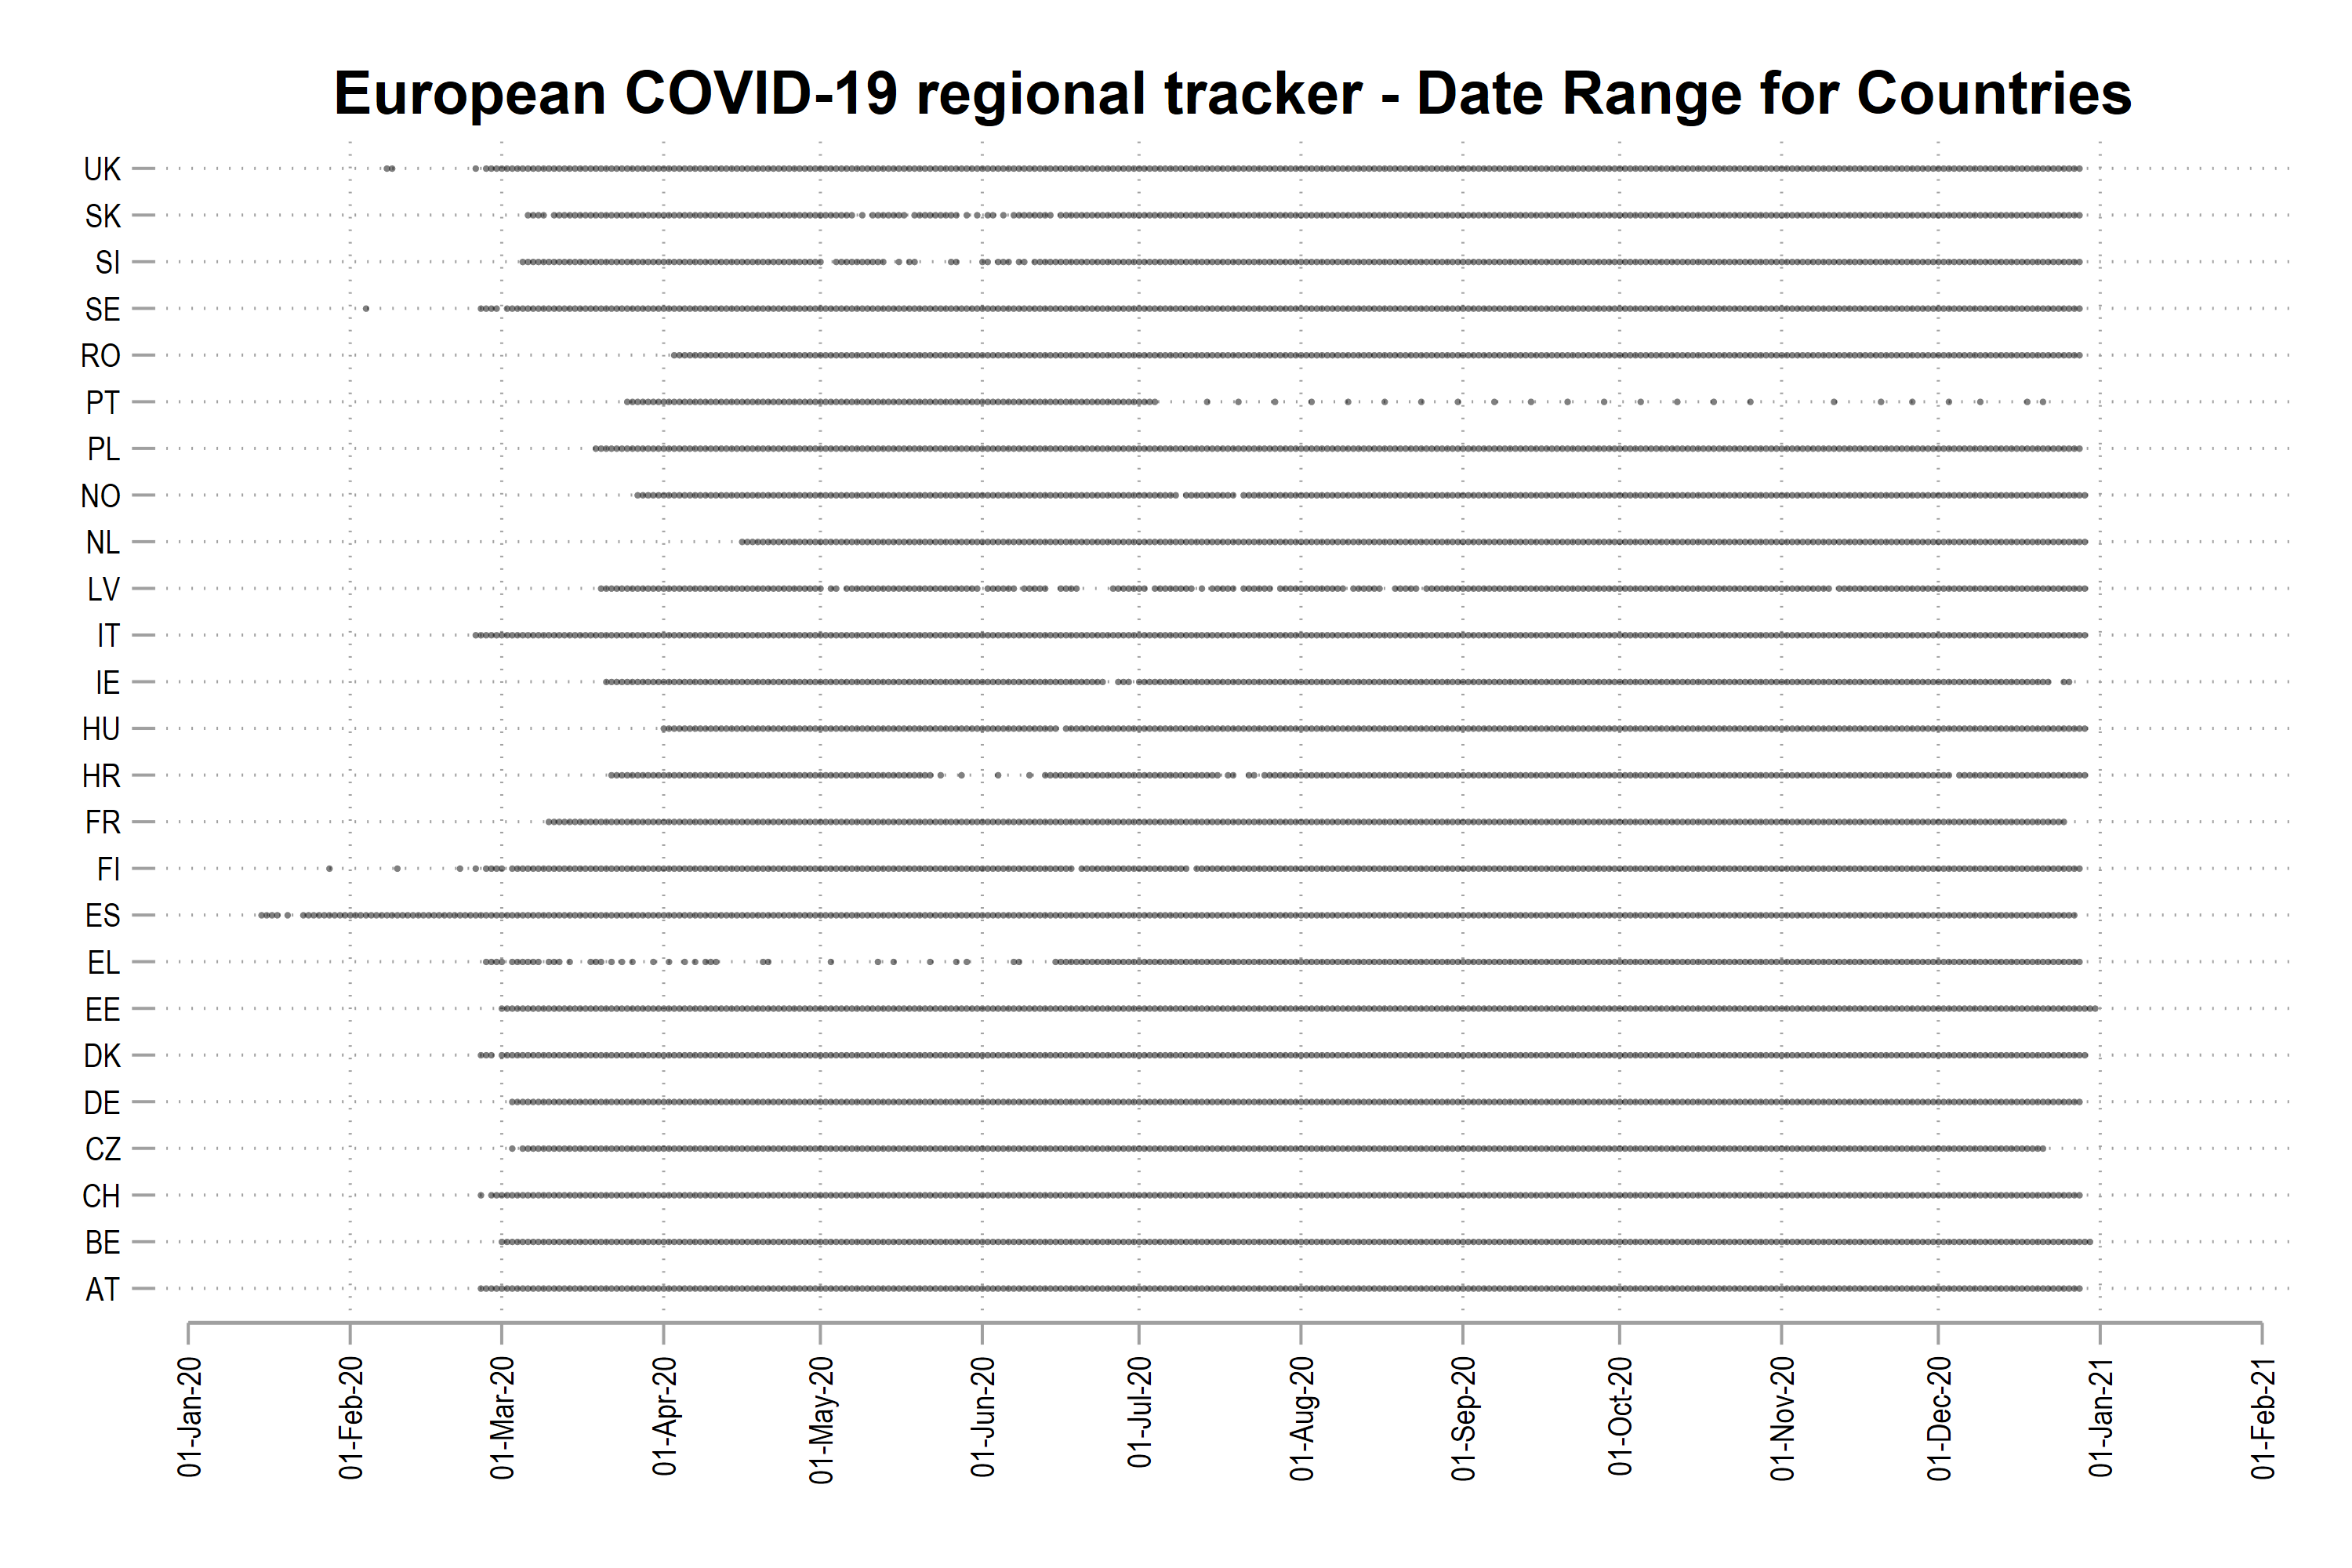 European COVID-19 regional tracker - Date Range for Countries
UK
SK
SI
SE
RO
PT
PL
NO
NL
LV
IT
IE
HU
HR
FR
FI
ES
EL
EE
DK
DE
CZ
CH
BE
AT
01-Jan-20
01-Feb-20
01-Mar-20
01-Apr-20
01-May-20
01-Jun-20
01-Jul-20
01-Aug-20
01-Sep-20
01-Oct-20
01-Nov-20
01-Dec-20
01-Jan-21
01-Feb-21